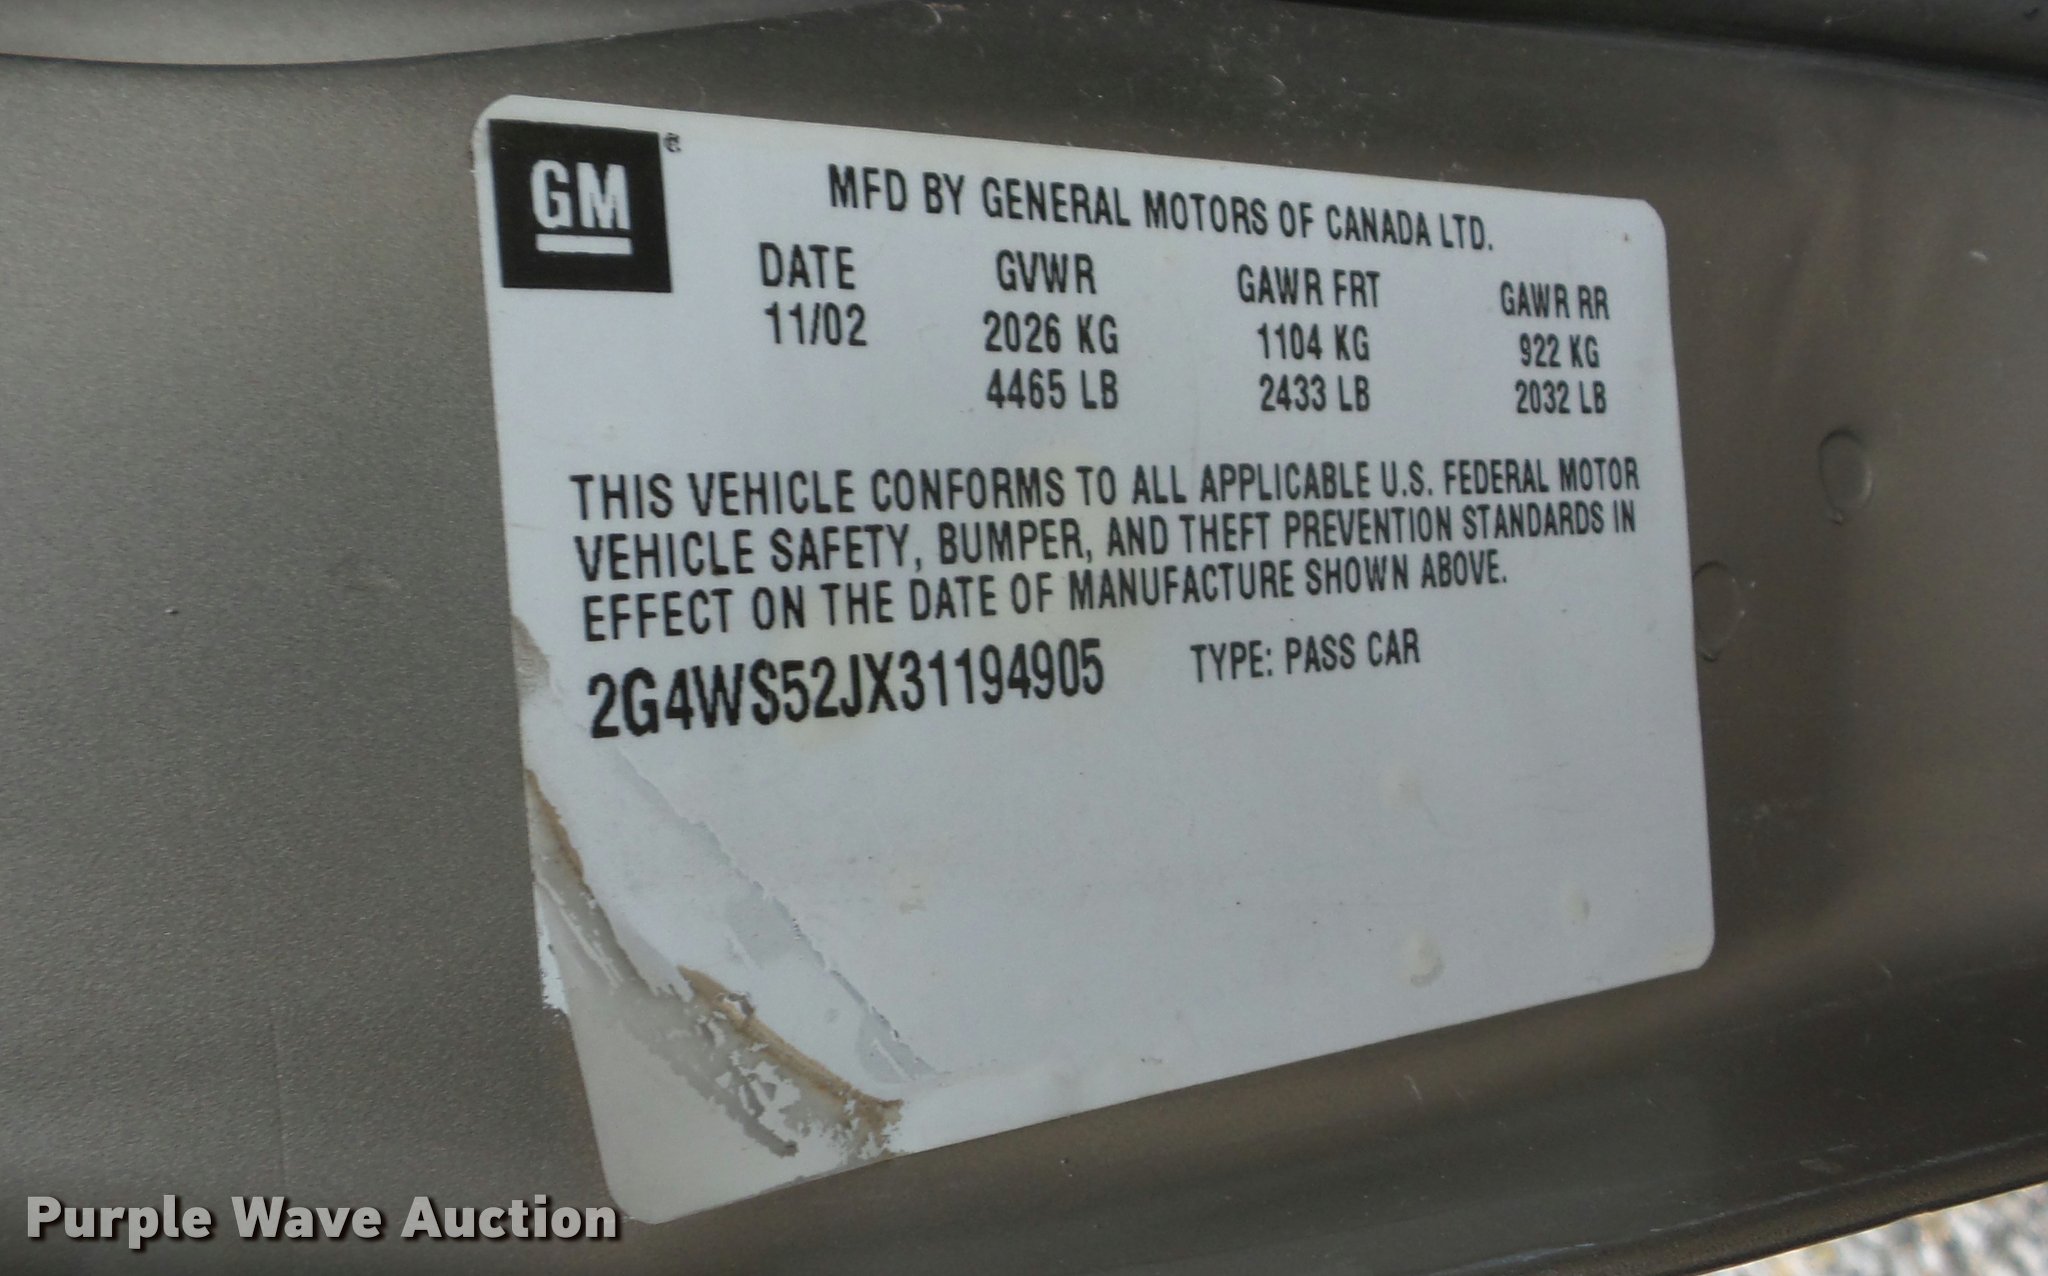 GM
MFD BY GENERAL MOTORS OF CANADA LTD.
DATE GVWR GAWR FRT GAWR RR
11/02 2026 KG 1104 KG 922 KG
4465 LB 2433 LB 2032 LB
THIS VEHICLE CONFORMS TO ALL APPLICABLE U.S. FEDERAL MOTOR
VEHICLE SAFETY, BUMPER, AND THEFT PREVENTION STANDARDS IN
EFFECT ON THE DATE OF MANUFACTURE SHOWN ABOVE.
2G4WS52JX31194905 TYPE: PASS CAR
Purple Wave Auction